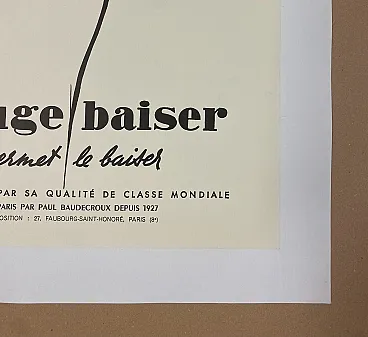 uge baiser
ermet le baiser
PAR SA QUALITÉ DE CLASSE MONDIALE
PARIS PAR PAUL BAUDECROUX DEPUIS 1927
OSITION : 27, FAUBOURG-SAINT-HONORÉ, PARIS (8e)